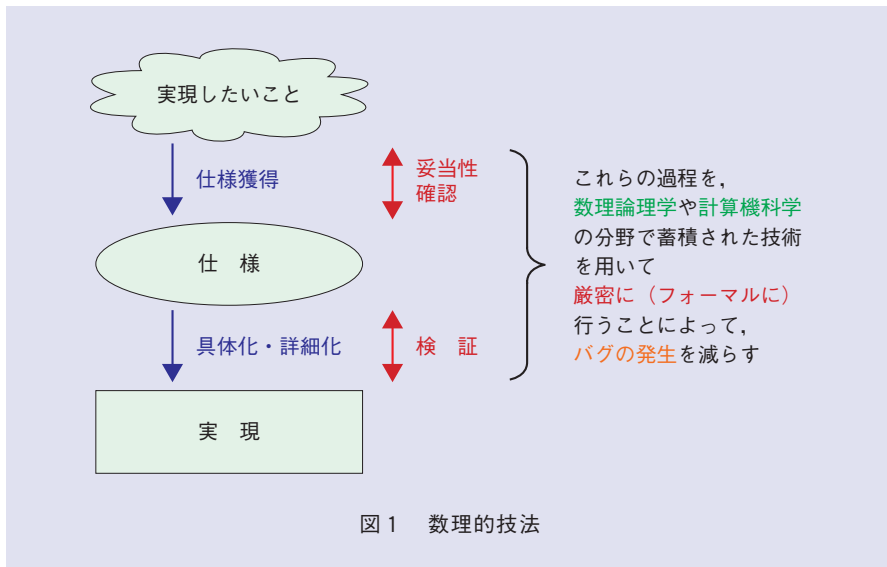 実現したいこと
仕様獲得
妥当性
確認
仕　様
具体化・詳細化
検　証
実　現
これらの過程を，
数理論理学や計算機科学
の分野で蓄積された技術
を用いて
厳密に（フォーマルに）
行うことによって，
バグの発生を減らす
図1　数理的技法